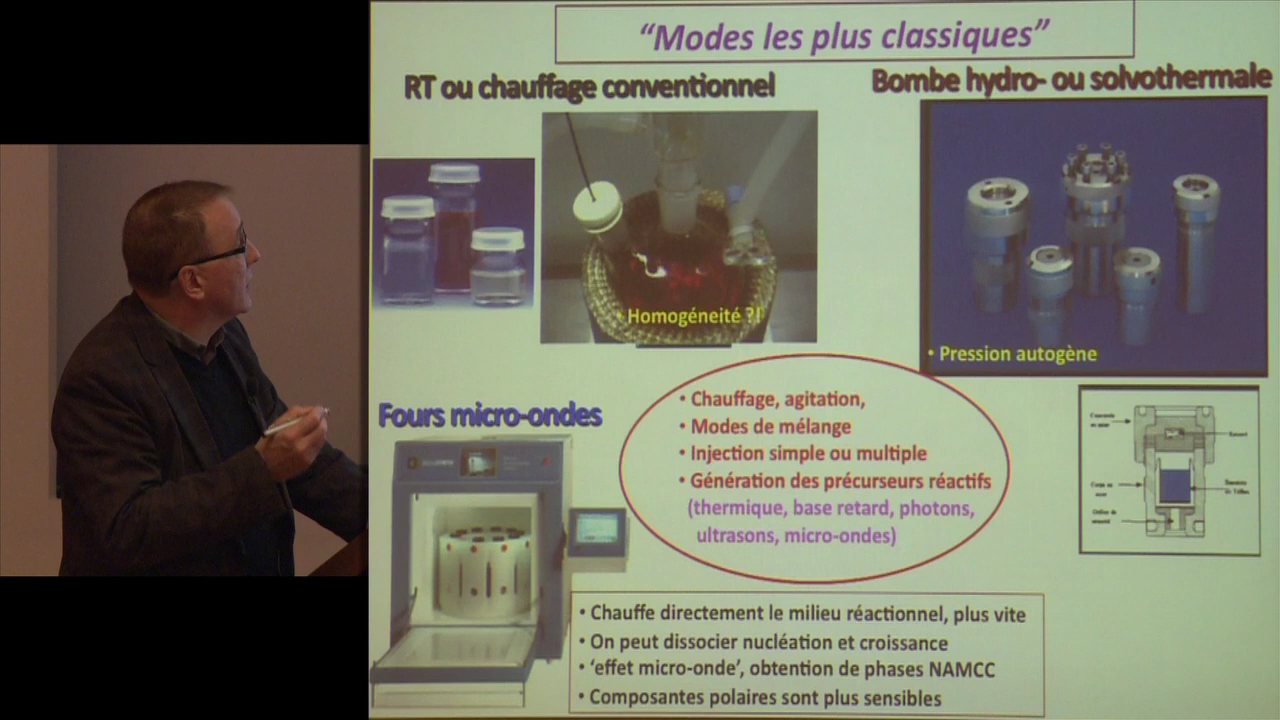 “Modes les plus classiques”
RT ou chauffage conventionnel
Bombe hydro- ou solvothermale
• Homogénéité ?!
• Pression autogène
Fours micro-ondes
• Chauffage, agitation,
• Modes de mélange
• Injection simple ou multiple
• Génération des précurseurs réactifs
(thermique, base retard, photons,
ultrasons, micro-ondes)
• Chauffe directement le milieu réactionnel, plus vite
• On peut dissocier nucléation et croissance
• ‘effet micro-onde’, obtention de phases NAMCC
• Composantes polaires sont plus sensibles